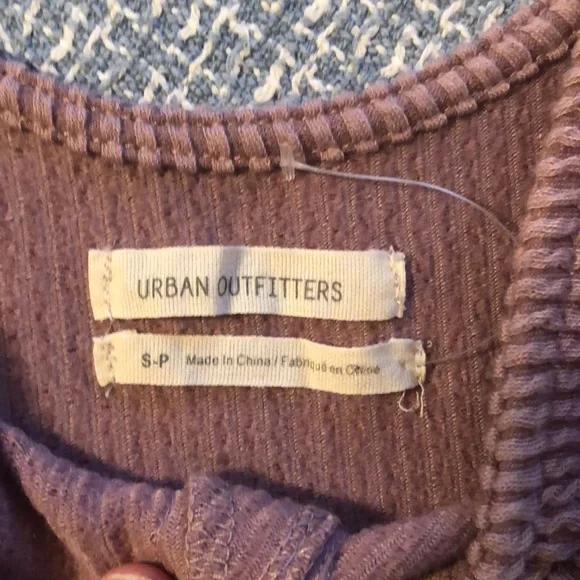 URBAN OUTFITTERS
S-P Made In China / Fabriqué en Chine